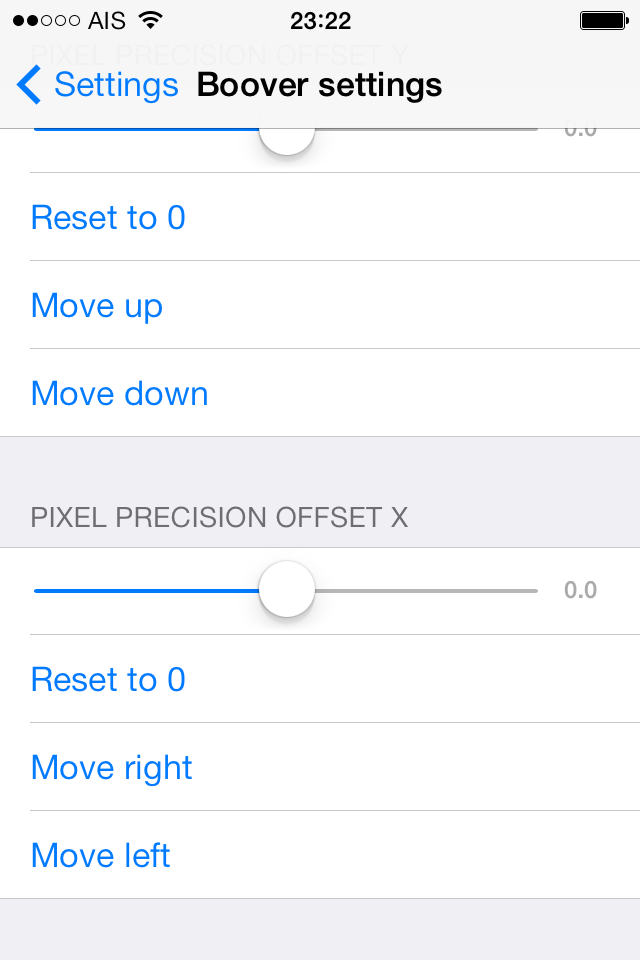 AIS 23:22
PIXEL PRECISION OFFSET Y
Settings Boover settings
0.0
Reset to 0
Move up
Move down
PIXEL PRECISION OFFSET X
0.0
Reset to 0
Move right
Move left